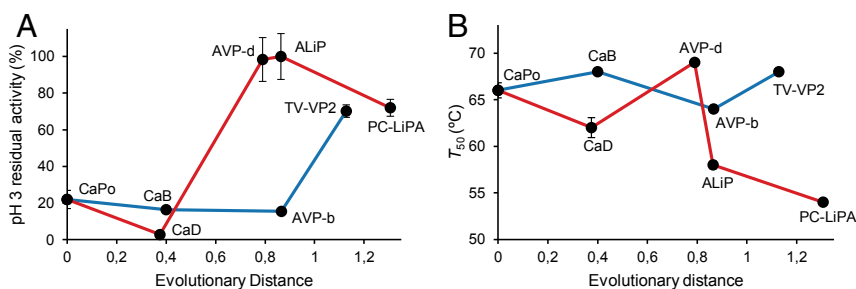 A
pH 3 residual activity (%)
100
80
60
40
20
0
0 0,2 0,4 0,6 0,8 1 1,2
Evolutionary Distance
CaPo
CaB
CaD
AVP-d
ALiP
TV-VP2
PC-LiPA
AVP-b
B
T50 (ºC)
70
65
60
55
50
0 0,2 0,4 0,6 0,8 1 1,2
Evolutionary distance
CaPo
CaB
CaD
AVP-d
TV-VP2
AVP-b
ALiP
PC-LiPA